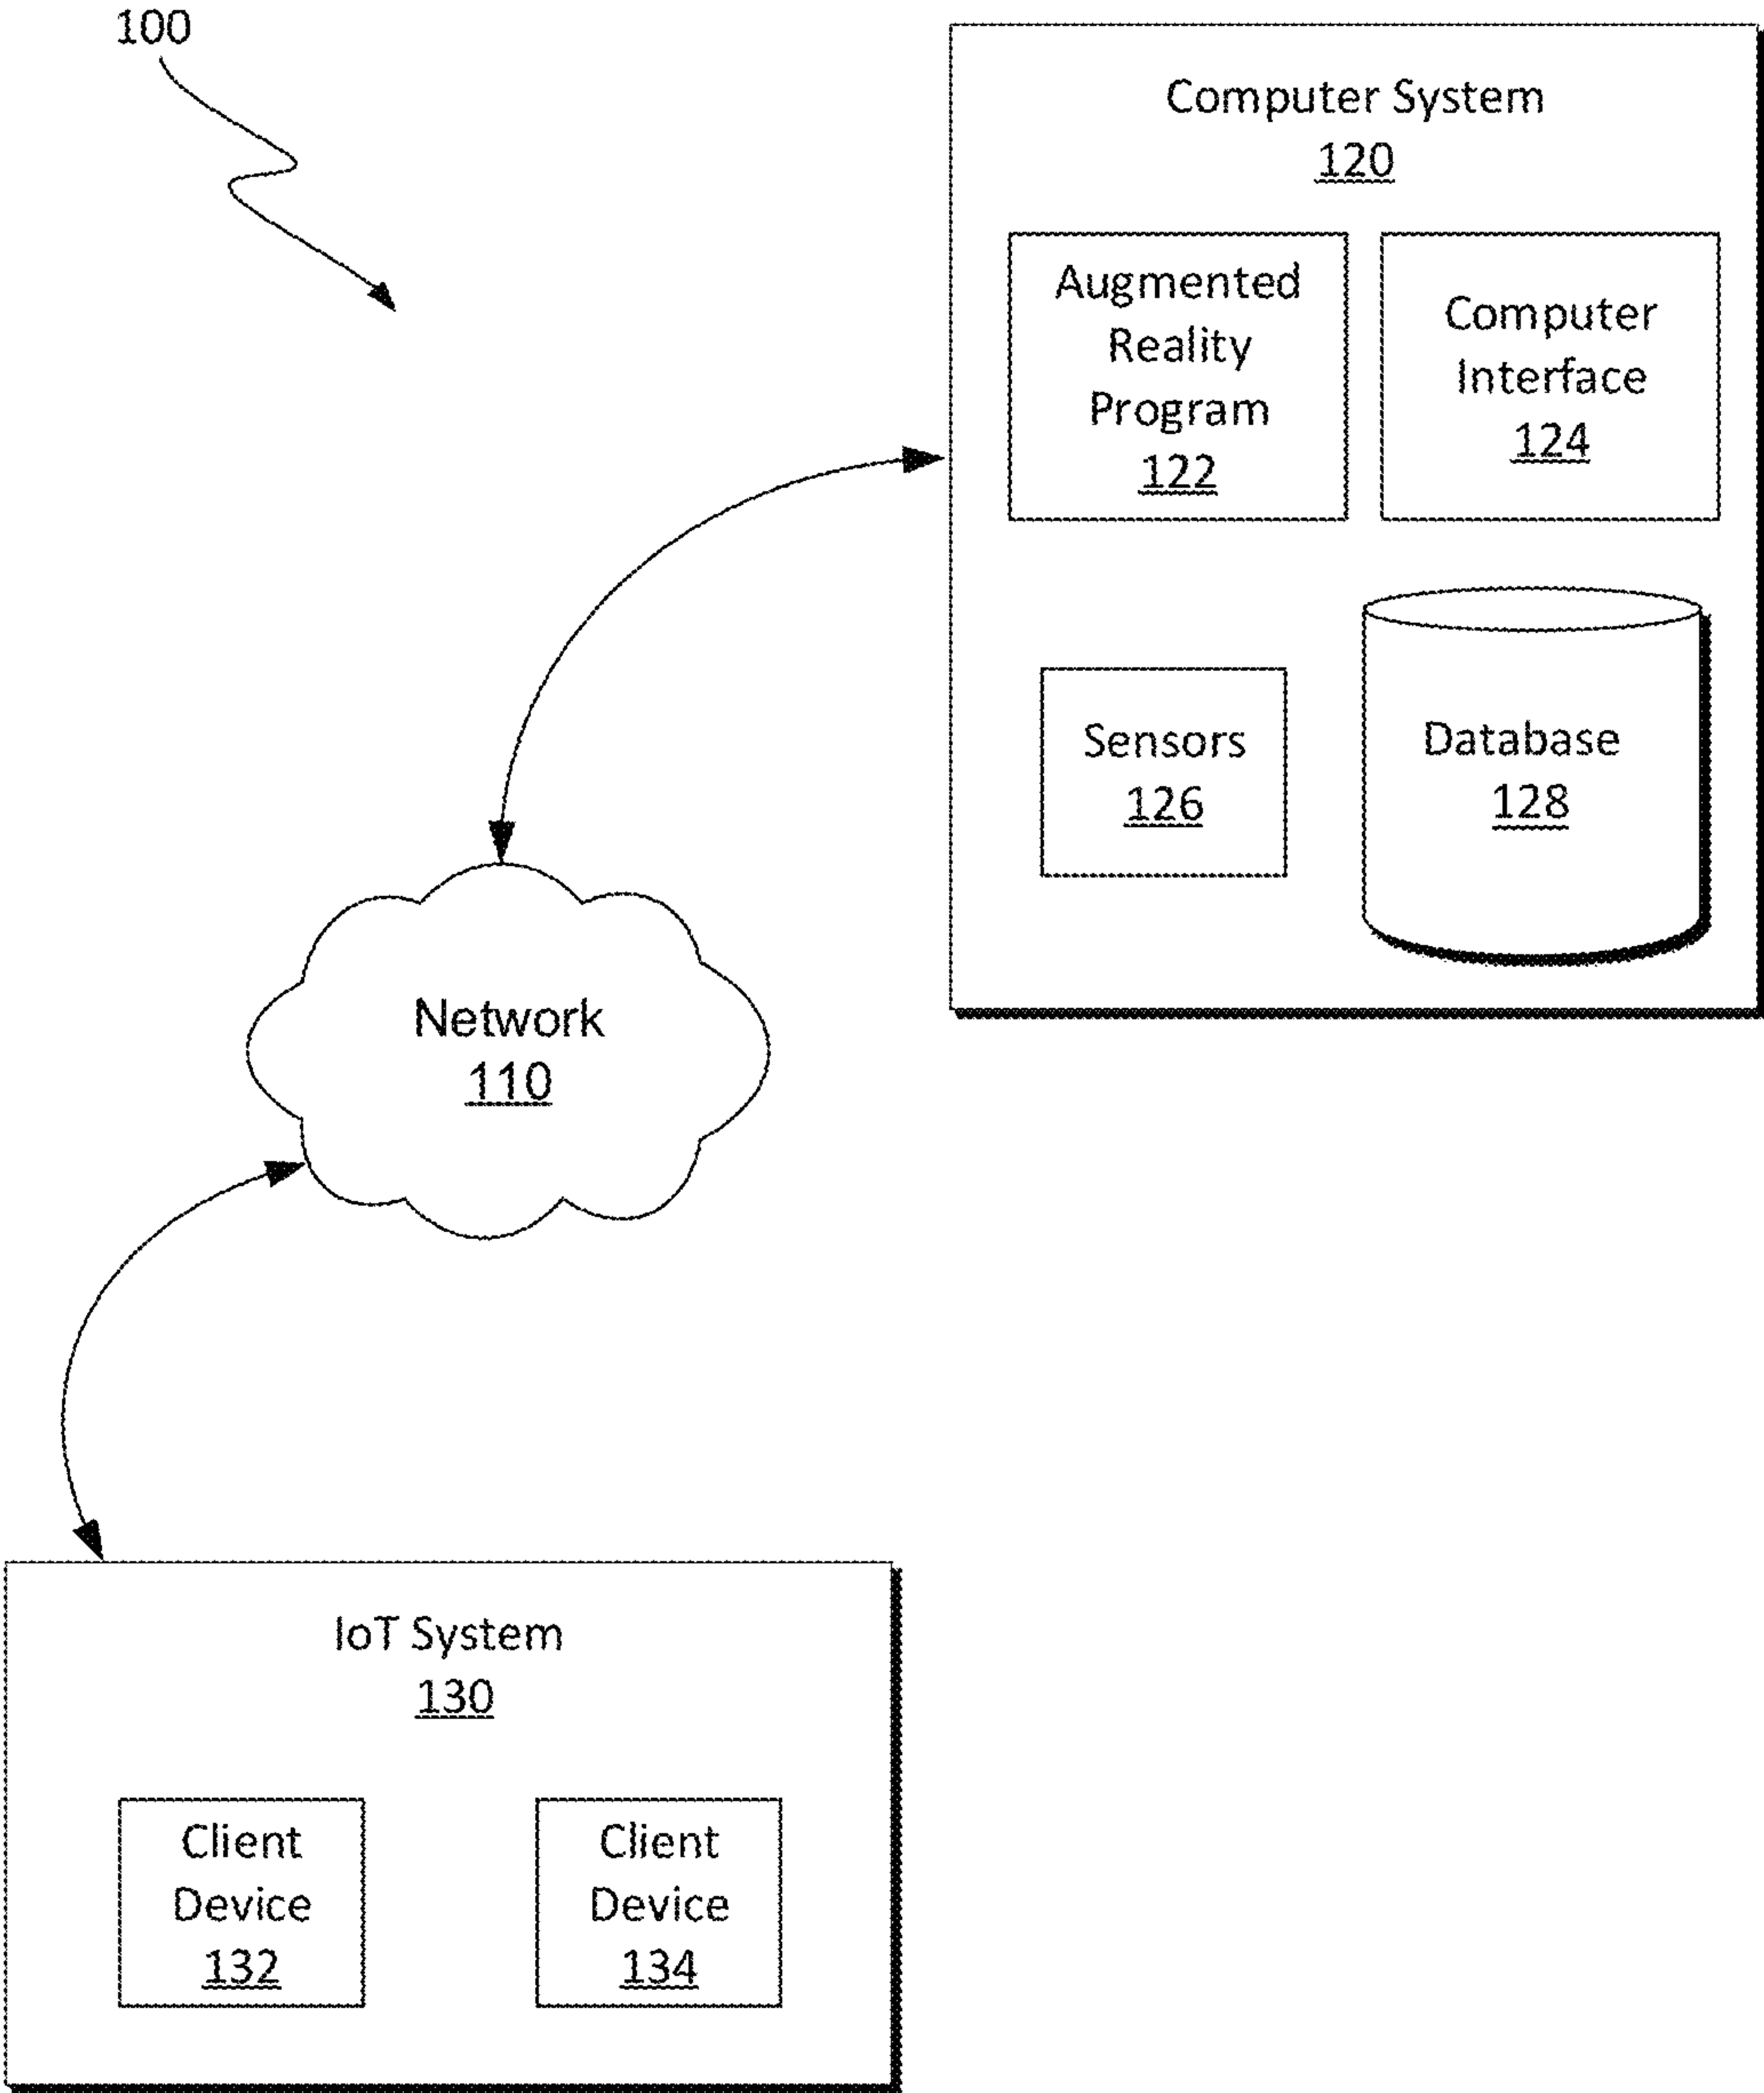 100
Computer System
120
Augmented
Reality
Program
122
Computer
Interface
124
Sensors
126
Database
128
Network
110
IoT System
130
Client
Device
132
Client
Device
134